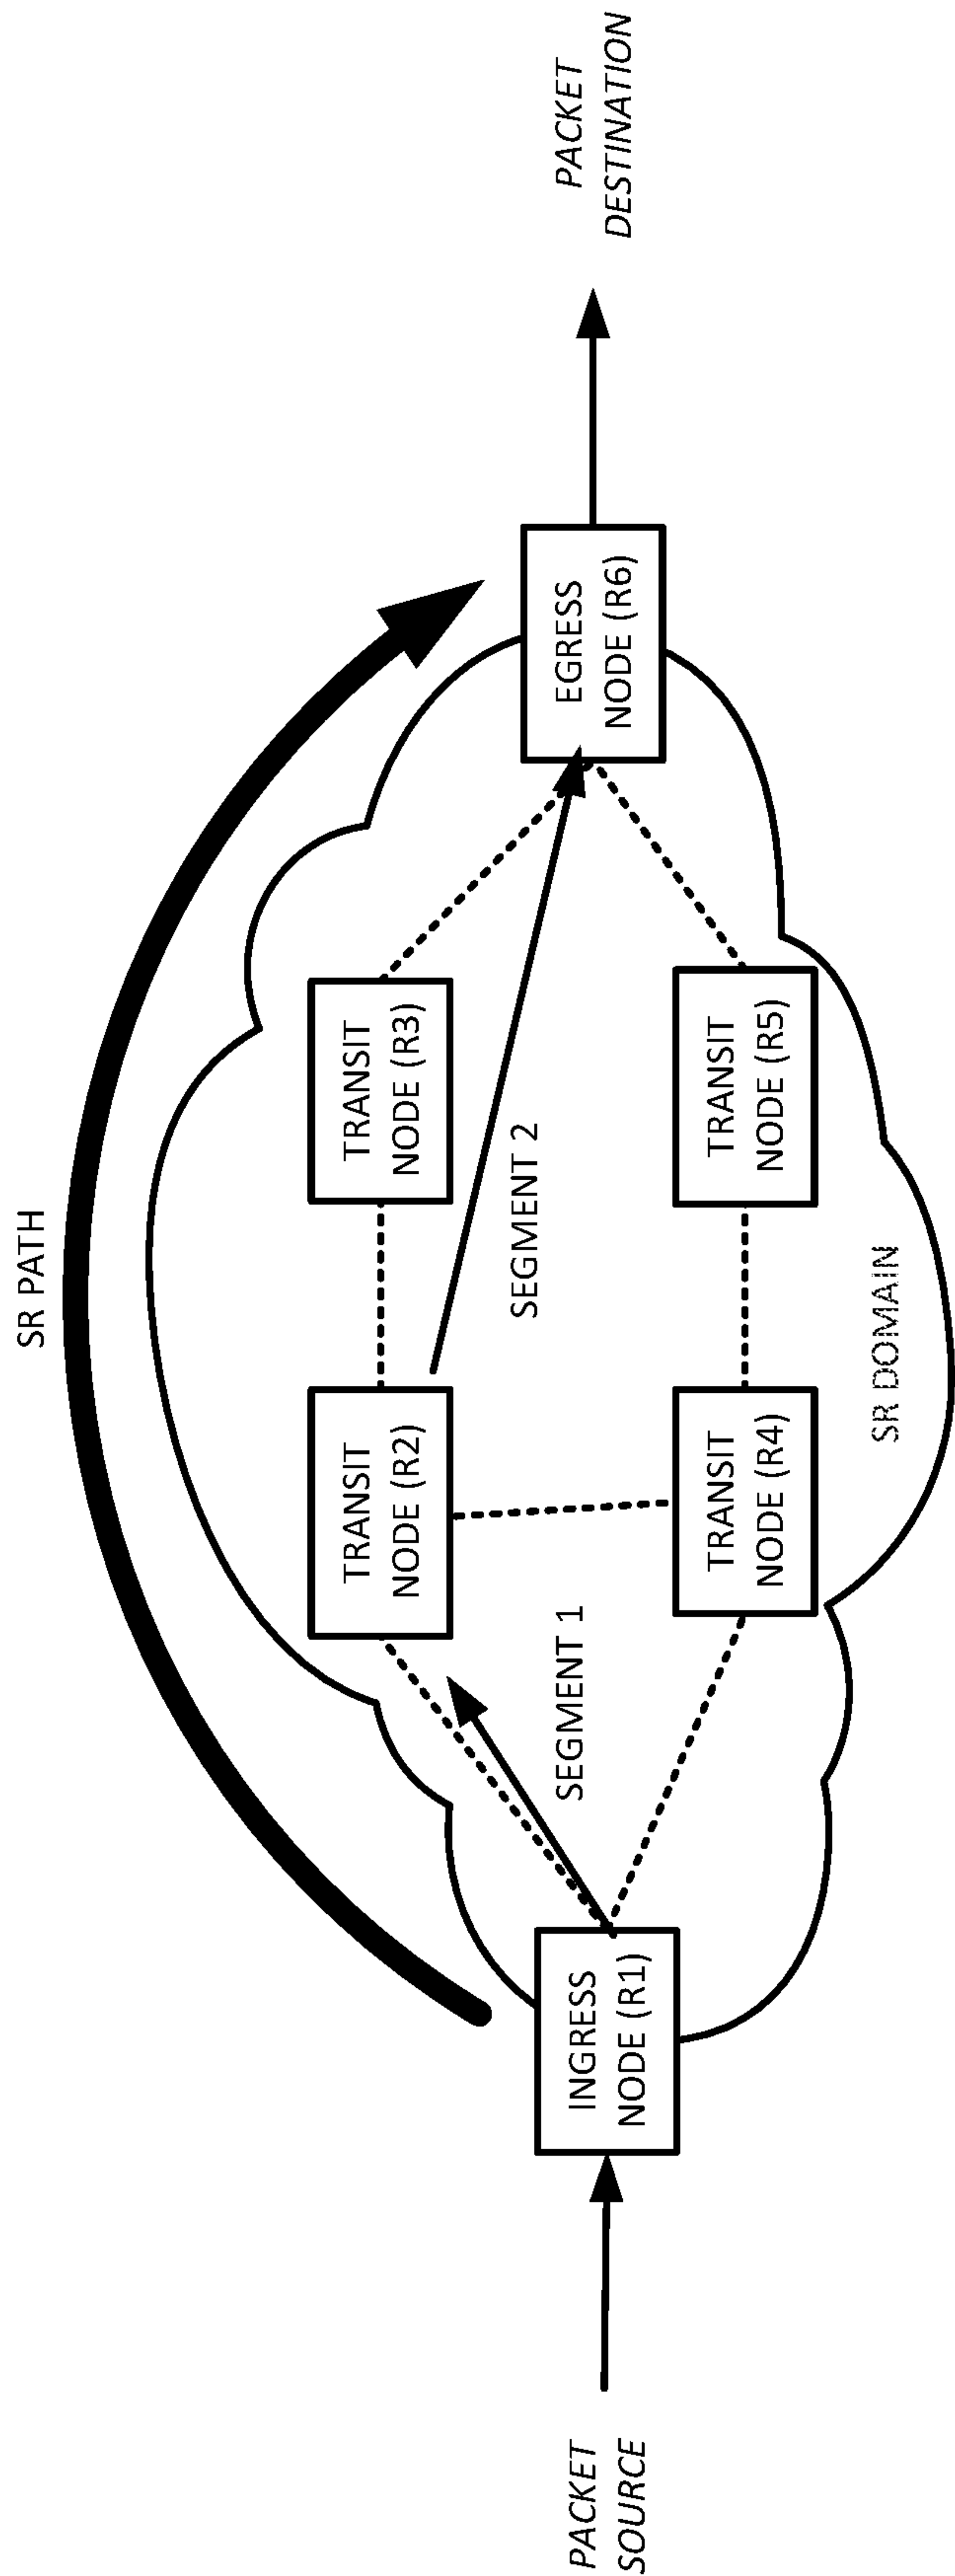 SR PATH
PACKET
SOURCE
INGRESS
NODE (R1)
SEGMENT 1
TRANSIT
NODE (R2)
TRANSIT
NODE (R3)
SEGMENT 2
TRANSIT
NODE (R4)
TRANSIT
NODE (R5)
SR DOMAIN
EGRESS
NODE (R6)
PACKET
DESTINATION